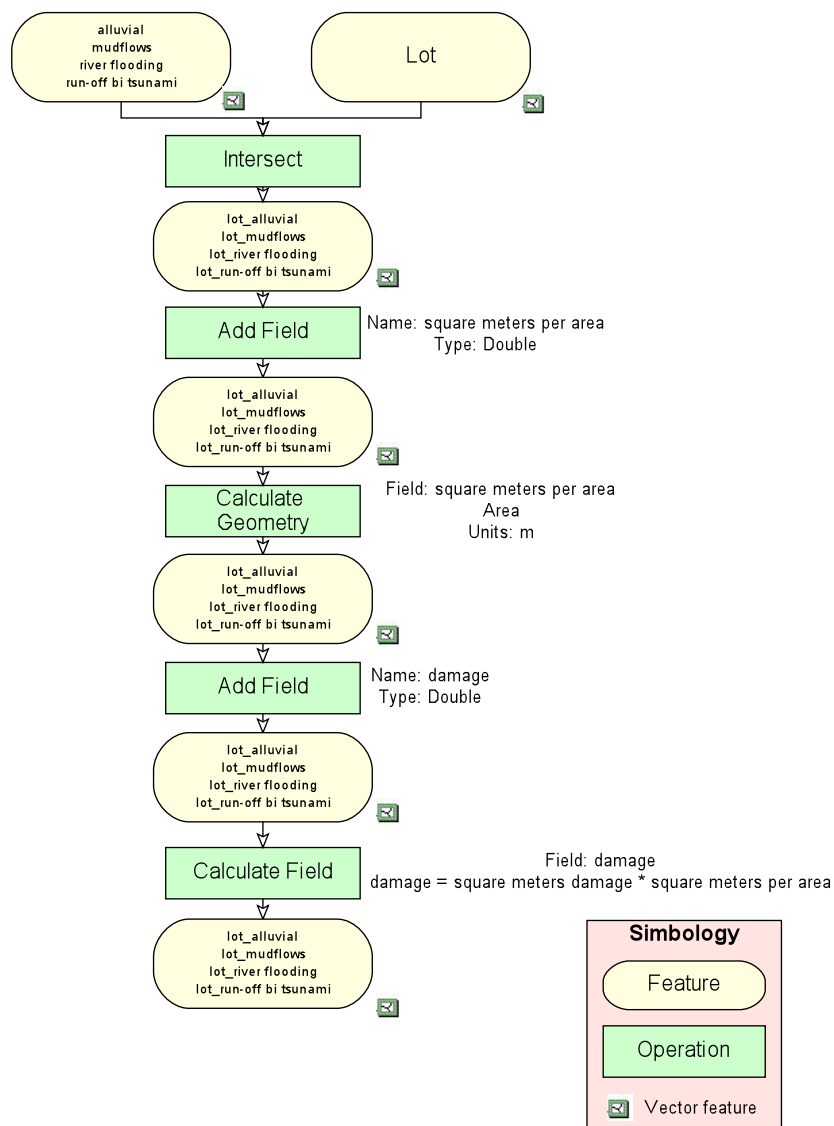 alluvial
mudflows
river flooding
run-off bi tsunami
Lot
Intersect
lot_alluvial
lot_mudflows
lot_river flooding
lot_run-off bi tsunami
Add Field
Name: square meters per area
Type: Double
lot_alluvial
lot_mudflows
lot_river flooding
lot_run-off bi tsunami
Calculate
Geometry
Field: square meters per area
Area
Units: m
lot_alluvial
lot_mudflows
lot_river flooding
lot_run-off bi tsunami
Add Field
Name: damage
Type: Double
lot_alluvial
lot_mudflows
lot_river flooding
lot_run-off bi tsunami
Calculate Field
Field: damage
damage = square meters damage * square meters per area
lot_alluvial
lot_mudflows
lot_river flooding
lot_run-off bi tsunami
Simbology
Feature
Operation
Vector feature